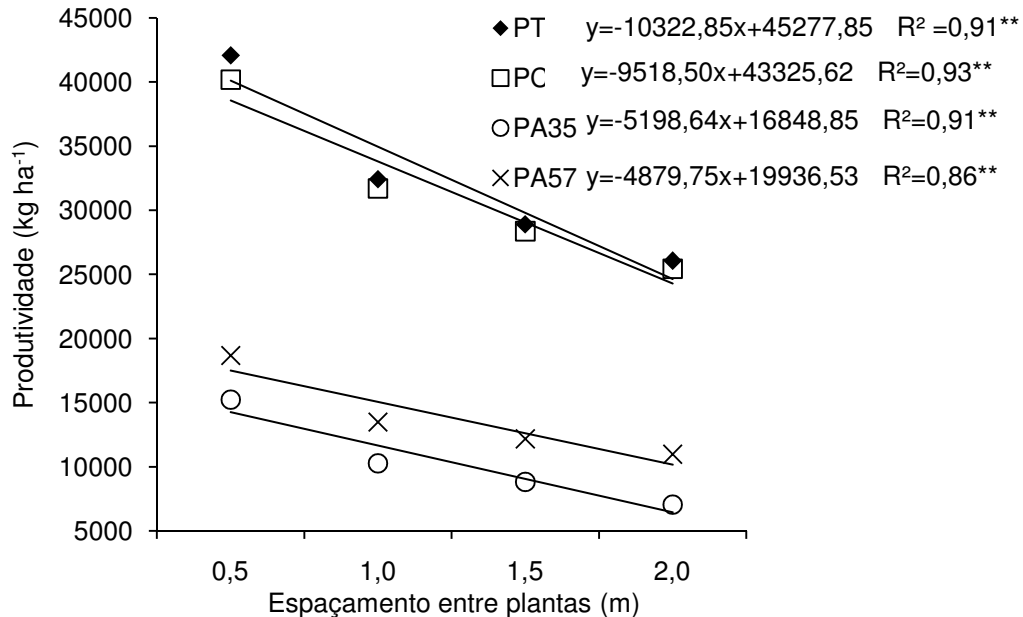 45000
40000
35000
30000
25000
20000
15000
10000
5000
Produtividade (kg ha-1)
PT y=-10322,85x+45277,85 R² =0,91**
PC y=-9518,50x+43325,62 R²=0,93**
PA35 y=-5198,64x+16848,85 R²=0,91**
PA57 y=-4879,75x+19936,53 R²=0,86**
0,5 1,0 1,5 2,0
Espaçamento entre plantas (m)